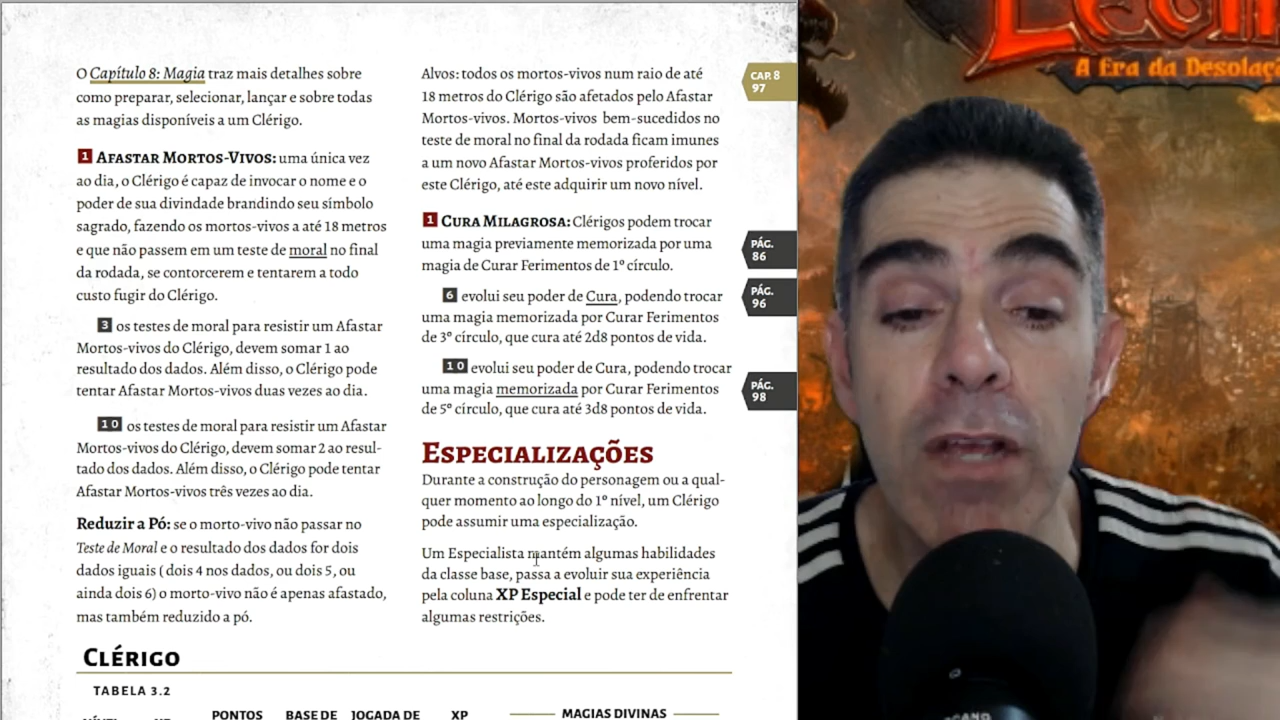 O Capítulo 8: Magia traz mais detalhes sobre
como preparar, selecionar, lançar e sobre todas
as magias disponíveis a um Clérigo.
1 Afastar Mortos-Vivos: uma única vez
ao dia, o Clérigo é capaz de invocar o nome e o
poder de sua divindade brandindo seu símbolo
sagrado, fazendo os mortos-vivos a até 18 metros
e que não passem em um teste de moral no final
da rodada, se contorcerem e tentarem a todo
custo fugir do Clérigo.
3 os testes de moral para resistir um Afastar
Mortos-vivos do Clérigo, devem somar 1 ao
resultado dos dados. Além disso, o Clérigo pode
tentar Afastar Mortos-vivos duas vezes ao dia.
10 os testes de moral para resistir um Afastar
Mortos-vivos do Clérigo, devem somar 2 ao resul-
tado dos dados. Além disso, o Clérigo pode tentar
Afastar Mortos-vivos três vezes ao dia.
Reduzir a Pó: se o morto-vivo não passar no
Teste de Moral e o resultado dos dados for dois
dados iguais ( dois 4 nos dados, ou dois 5, ou
ainda dois 6) o morto-vivo não é apenas afastado,
mas também reduzido a pó.
Alvos: todos os mortos-vivos num raio de até
18 metros do Clérigo são afetados pelo Afastar
Mortos-vivos. Mortos-vivos bem-sucedidos no
teste de moral no final da rodada ficam imunes
a um novo Afastar Mortos-vivos proferidos por
este Clérigo, até este adquirir um novo nível.
1 Cura Milagrosa: Clérigos podem trocar
uma magia previamente memorizada por uma
magia de Curar Ferimentos de 1º círculo.
6 evolui seu poder de Cura, podendo trocar
uma magia memorizada por Curar Ferimentos
de 3º círculo, que cura até 2d8 pontos de vida.
10 evolui seu poder de Cura, podendo trocar
uma magia memorizada por Curar Ferimentos
de 5º círculo, que cura até 3d8 pontos de vida.
Especializações
Durante a construção do personagem ou a qual-
quer momento ao longo do 1º nível, um Clérigo
pode assumir uma especialização.
Um Especialista mantém algumas habilidades
da classe base, passa a evoluir sua experiência
pela coluna XP Especial e pode ter de enfrentar
algumas restrições.
CAP. 8
97
PÁG.
86
PÁG.
96
PÁG.
98
Clérigo
TABELA 3.2
PONTOS BASE DE JOGADA DE XP MAGIAS DIVINAS
A Era da Desolaç